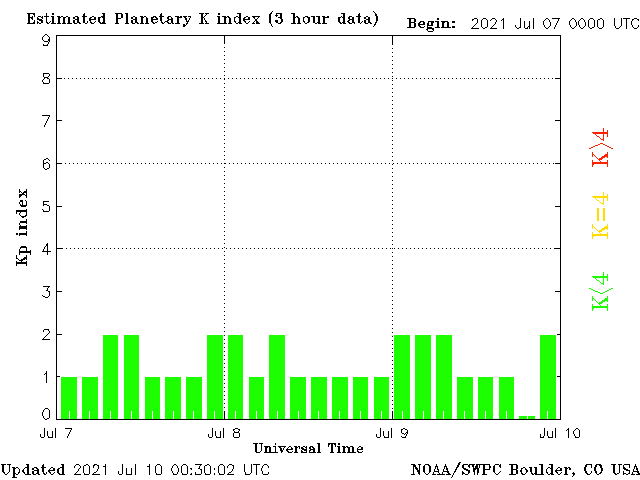 Estimated Planetary K index (3 hour data) Begin: 2021 Jul 07 0000 UTC
9
8
7
6
5
4
3
2
1
0
Kp index
K>4
K=4
K<4
Jul 7 Jul 8 Jul 9 Jul 10
Universal Time
Updated 2021 Jul 10 00:30:02 UTC NOAA/SWPC Boulder, CO USA